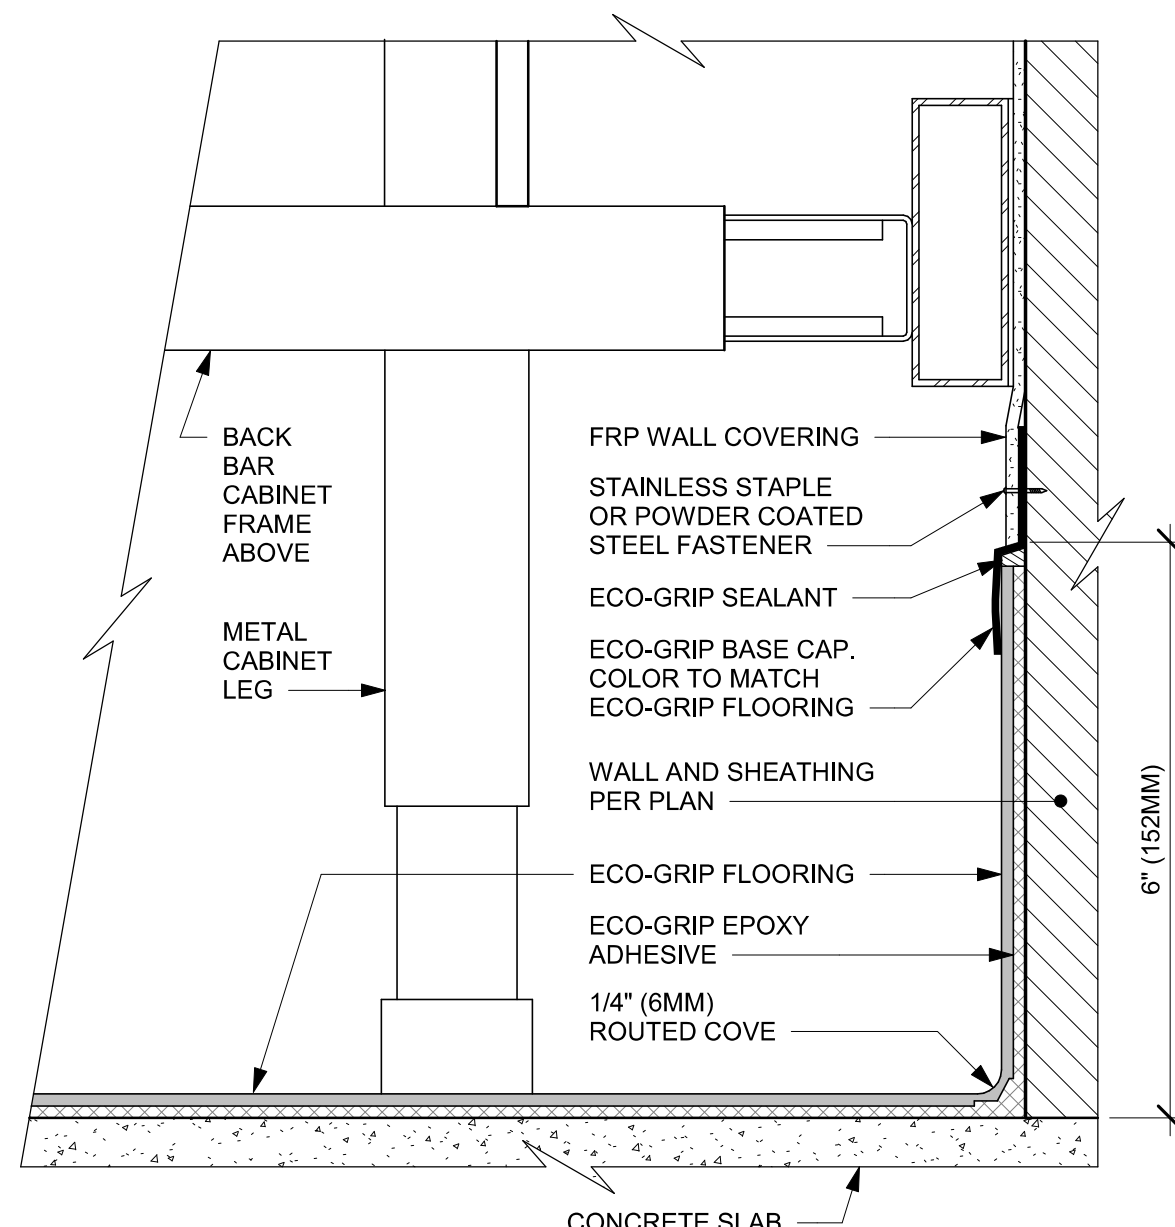 BACK
BAR
CABINET
FRAME
ABOVE
METAL
CABINET
LEG
FRP WALL COVERING
STAINLESS STAPLE
OR POWDER COATED
STEEL FASTENER
ECO-GRIP SEALANT
ECO-GRIP BASE CAP.
COLOR TO MATCH
ECO-GRIP FLOORING
WALL AND SHEATHING
PER PLAN
ECO-GRIP FLOORING
ECO-GRIP EPOXY
ADHESIVE
1/4" (6MM)
ROUTED COVE
6" (152MM)
CONCRETE SLAB